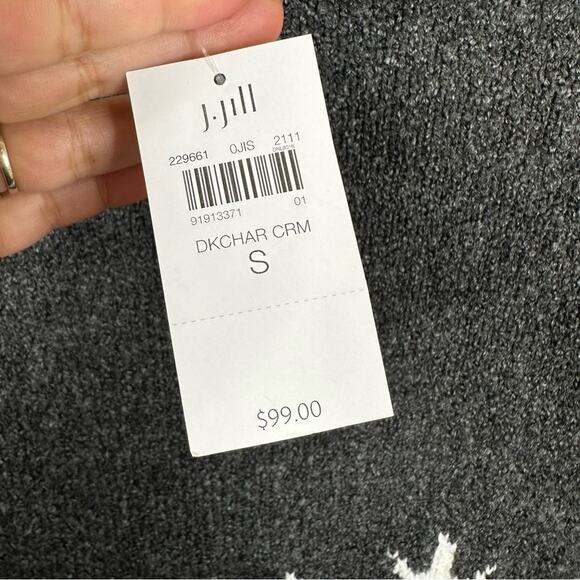 J.Jill
229661 0JIS 2111
91913371 01
DKCHAR CRM
S
$99.00